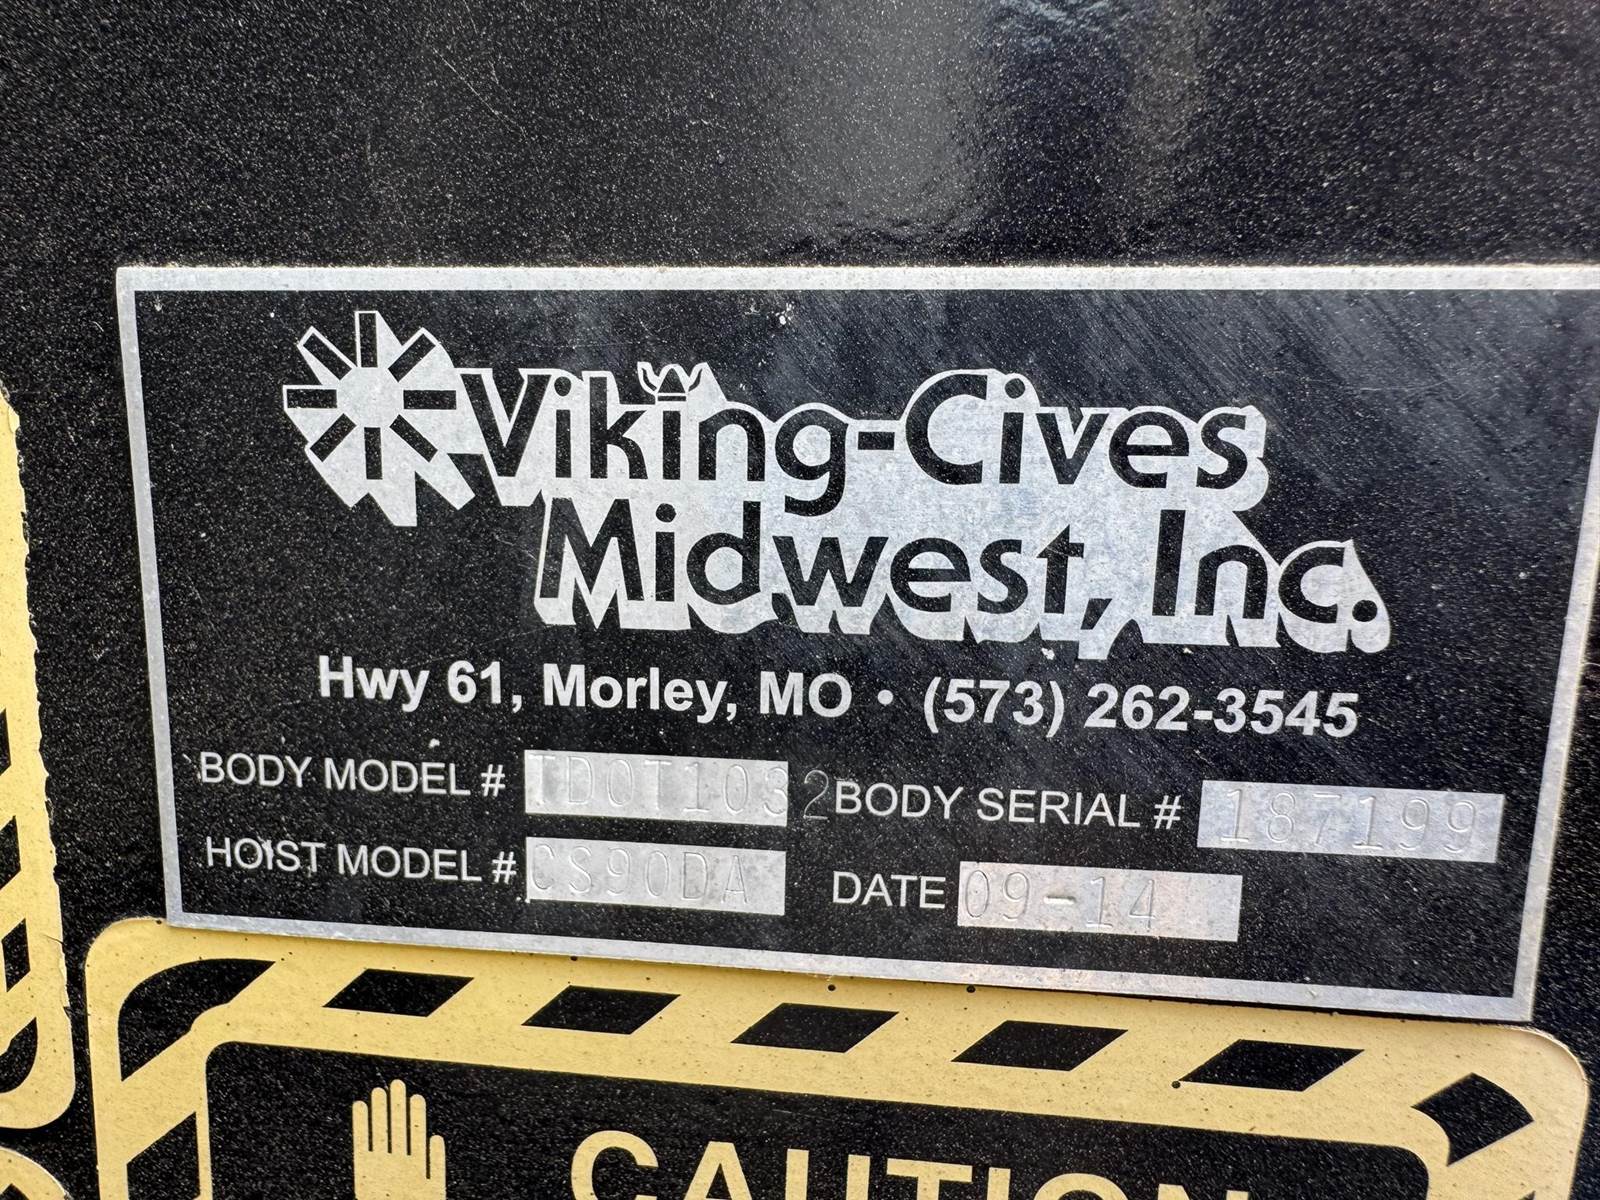 Viking-Cives
Midwest, Inc.
Hwy 61, Morley, MO • (573) 262-3545
BODY MODEL # TDOT1032 BODY SERIAL # 187199
HOIST MODEL # CS90DA DATE 09-14
CAUTION